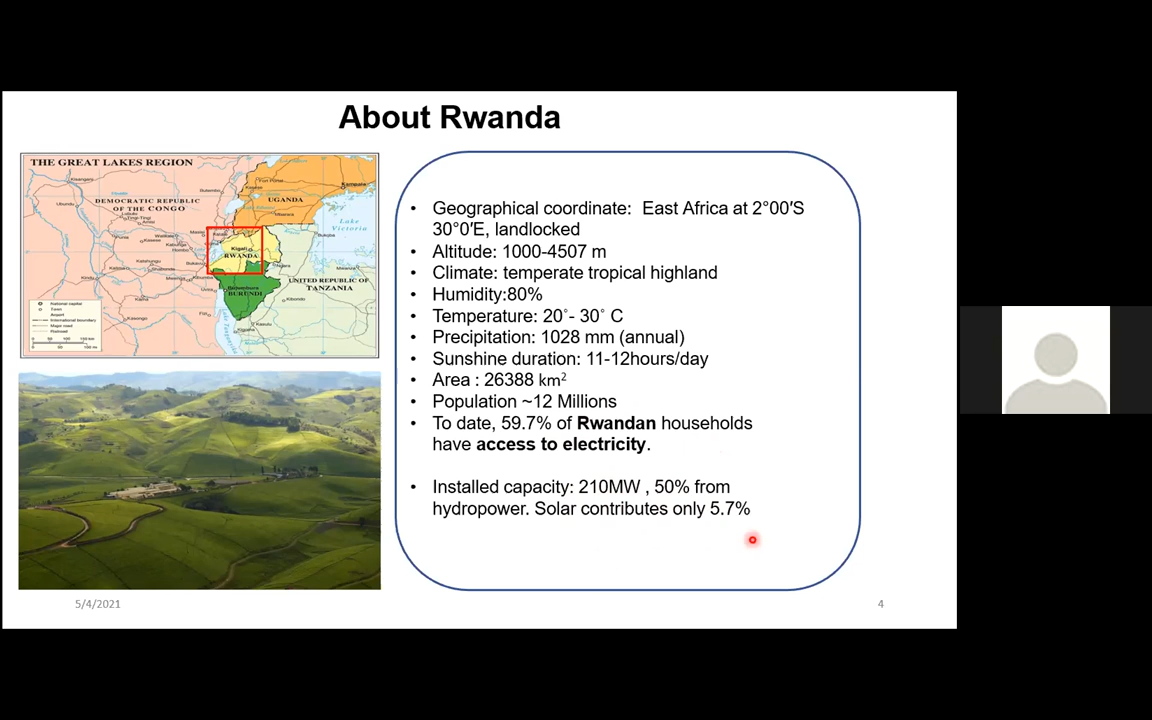 About Rwanda
THE GREAT LAKES REGION
DEMOCRATIC REPUBLIC
OF THE CONGO
UGANDA
Kampala
Lake
Victoria
Kigali
RWANDA
BURUNDI
UNITED REPUBLIC OF
TANZANIA
• Geographical coordinate:  East Africa at 2°00′S
30°0′E, landlocked
• Altitude: 1000-4507 m
• Climate: temperate tropical highland
• Humidity:80%
• Temperature: 20˚- 30˚ C
• Precipitation: 1028 mm (annual)
• Sunshine duration: 11-12hours/day
• Area : 26388 km²
• Population ~12 Millions
• To date, 59.7% of Rwandan households
have access to electricity.
• Installed capacity: 210MW , 50% from
hydropower. Solar contributes only 5.7%
5/4/2021
4